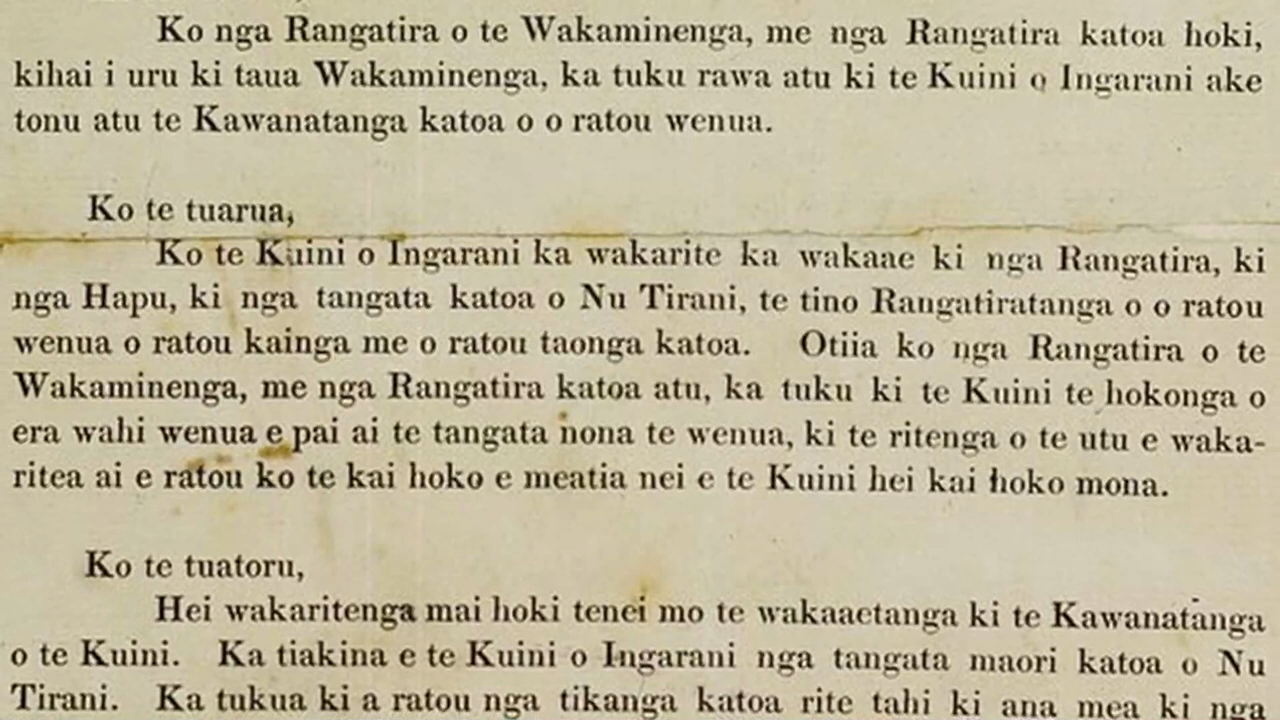 Ko nga Rangatira o te Wakaminenga, me nga Rangatira katoa hoki,
kihai i uru ki taua Wakaminenga, ka tuku rawa atu ki te Kuini o Ingarani ake
tonu atu te Kawanatanga katoa o o ratou wenua.
Ko te tuarua,
Ko te Kuini o Ingarani ka wakarite ka wakaae ki nga Rangatira, ki
nga Hapu, ki nga tangata katoa o Nu Tirani, te tino Rangatiratanga o o ratou
wenua o ratou kainga me o ratou taonga katoa. Otiia ko nga Rangatira o te
Wakaminenga, me nga Rangatira katoa atu, ka tuku ki te Kuini te hokonga o
era wahi wenua e pai ai te tangata nona te wenua, ki te ritenga o te utu e waka-
ritea ai e ratou ko te kai hoko e meatia nei e te Kuini hei kai hoko mona.
Ko te tuatoru,
Hei wakaritenga mai hoki tenei mo te wakaaetanga ki te Kawanatanga
o te Kuini. Ka tiakina e te Kuini o Ingarani nga tangata maori katoa o Nu
Tirani. Ka tukua ki a ratou nga tikanga katoa rite tahi ki ana mea ki nga